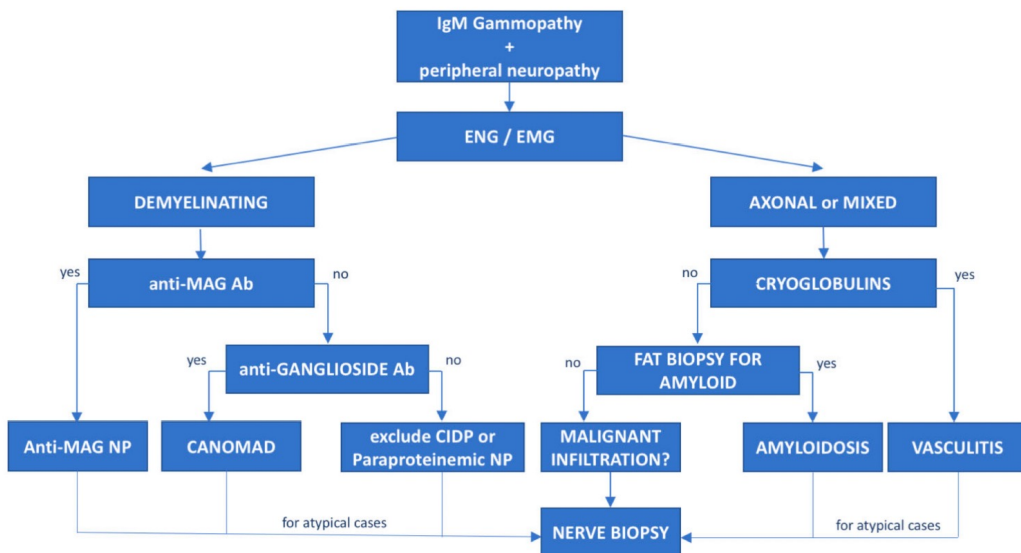 IgM Gammopathy
+
peripheral neuropathy
ENG / EMG
DEMYELINATING
AXONAL or MIXED
yes
anti-MAG Ab
no
no
CRYOGLOBULINS
yes
yes
anti-GANGLIOSIDE Ab
no
no
FAT BIOPSY FOR
AMYLOID
yes
Anti-MAG NP
CANOMAD
exclude CIDP or
Paraproteinemic NP
MALIGNANT
INFILTRATION?
AMYLOIDOSIS
VASCULITIS
for atypical cases
NERVE BIOPSY
for atypical cases